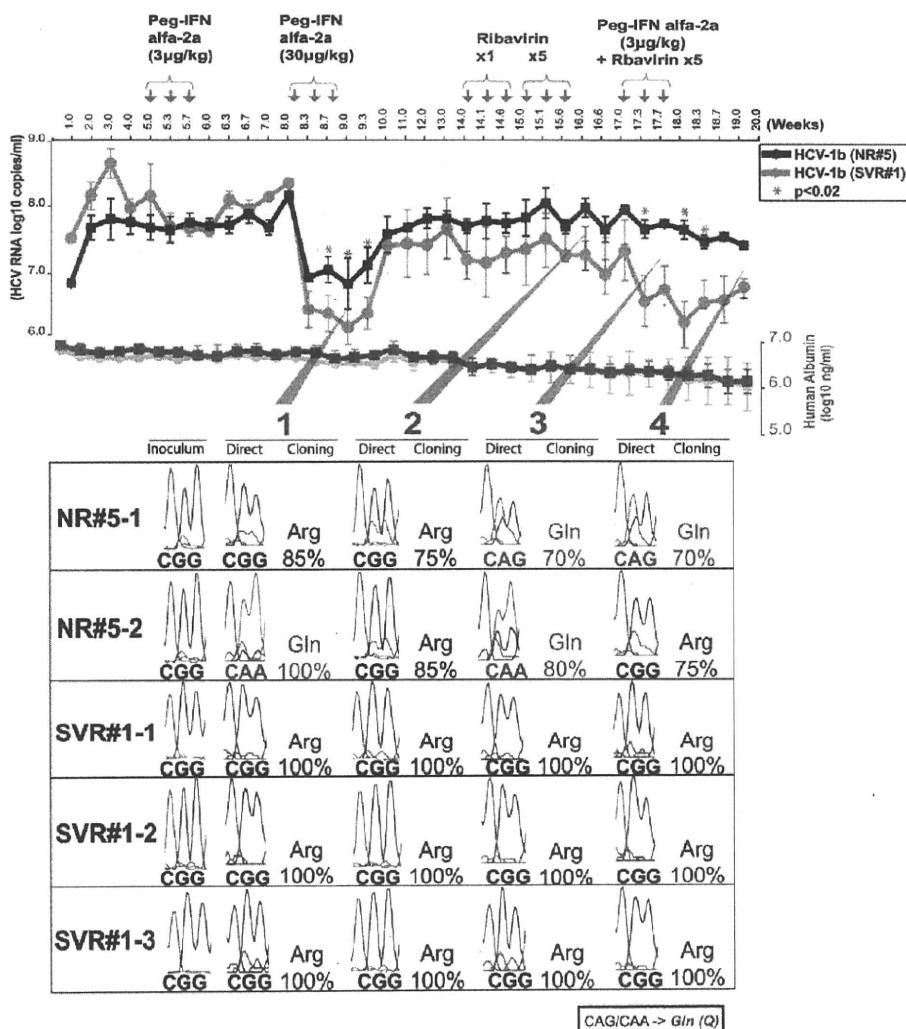 Peg-IFN alfa-2a (3µg/kg)
Peg-IFN alfa-2a (30µg/kg)
Ribavirin
x1 x5
Peg-IFN alfa-2a (3µg/kg) + Rbavirin x5
1.0 2.0 3.0 4.0 5.0 5.3 5.7 6.0 6.3 6.7 7.0 8.0 8.3 8.7 9.0 9.3 10.0 11.0 12.0 13.0 14.0 14.1 14.6 15.0 15.1 15.6 16.0 16.6 17.0 17.3 17.7 18.0 18.3 18.7 19.0 20.0 (Weeks)
HCV-1b (NR#5)
HCV-1b (SVR#1)
* p<0.02
(HCV RNA log10 copies/ml)
9.0
8.0
7.0
6.0
7.0
6.0
5.0
Human Albumin
(log10 ng/ml)
1 2 3 4
Inoculum Direct Cloning Direct Cloning Direct Cloning Direct Cloning
NR#5-1
Arg Arg Gln Gln
CGG CGG 85% CGG 75% CAG 70% CAG 70%
NR#5-2
Gln Arg Gln Arg
CGG CAA 100% CGG 85% CAA 80% CGG 75%
SVR#1-1
Arg Arg Arg Arg
CGG CGG 100% CGG 100% CGG 100% CGG 100%
SVR#1-2
Arg Arg Arg Arg
CGG CGG 100% CGG 100% CGG 100% CGG 100%
SVR#1-3
Arg Arg Arg Arg
CGG CGG 100% CGG 100% CGG 100% CGG 100%
CAG/CAA -> Gln (Q)